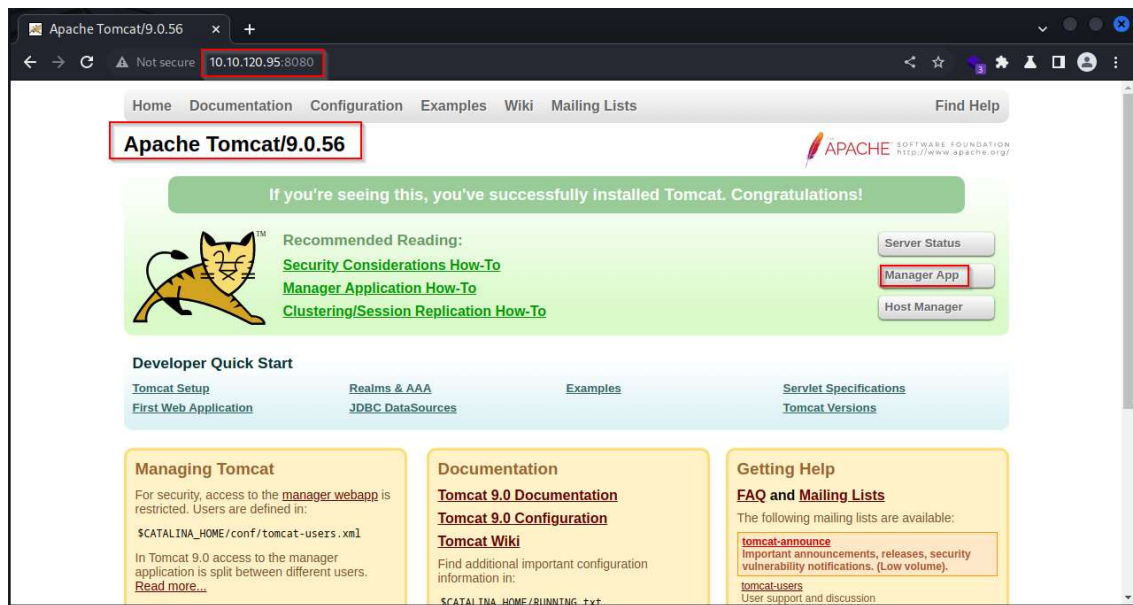 Apache Tomcat/9.0.56
Not secure 10.10.120.95:8080
3
Home Documentation Configuration Examples Wiki Mailing Lists Find Help
Apache Tomcat/9.0.56
APACHE SOFTWARE FOUNDATION
http://www.apache.org/
If you're seeing this, you've successfully installed Tomcat. Congratulations!
TM
Recommended Reading:
Security Considerations How-To
Manager Application How-To
Clustering/Session Replication How-To
Server Status
Manager App
Host Manager
Developer Quick Start
Tomcat Setup
First Web Application
Realms & AAA
JDBC DataSources
Examples
Servlet Specifications
Tomcat Versions
Managing Tomcat
For security, access to the manager webapp is
restricted. Users are defined in:
$CATALINA_HOME/conf/tomcat-users.xml
In Tomcat 9.0 access to the manager
application is split between different users.
Read more...
Documentation
Tomcat 9.0 Documentation
Tomcat 9.0 Configuration
Tomcat Wiki
Find additional important configuration
information in:
$CATALINA_HOME/RUNNING.txt
Getting Help
FAQ and Mailing Lists
The following mailing lists are available:
tomcat-announce
Important announcements, releases, security
vulnerability notifications. (Low volume).
tomcat-users
User support and discussion